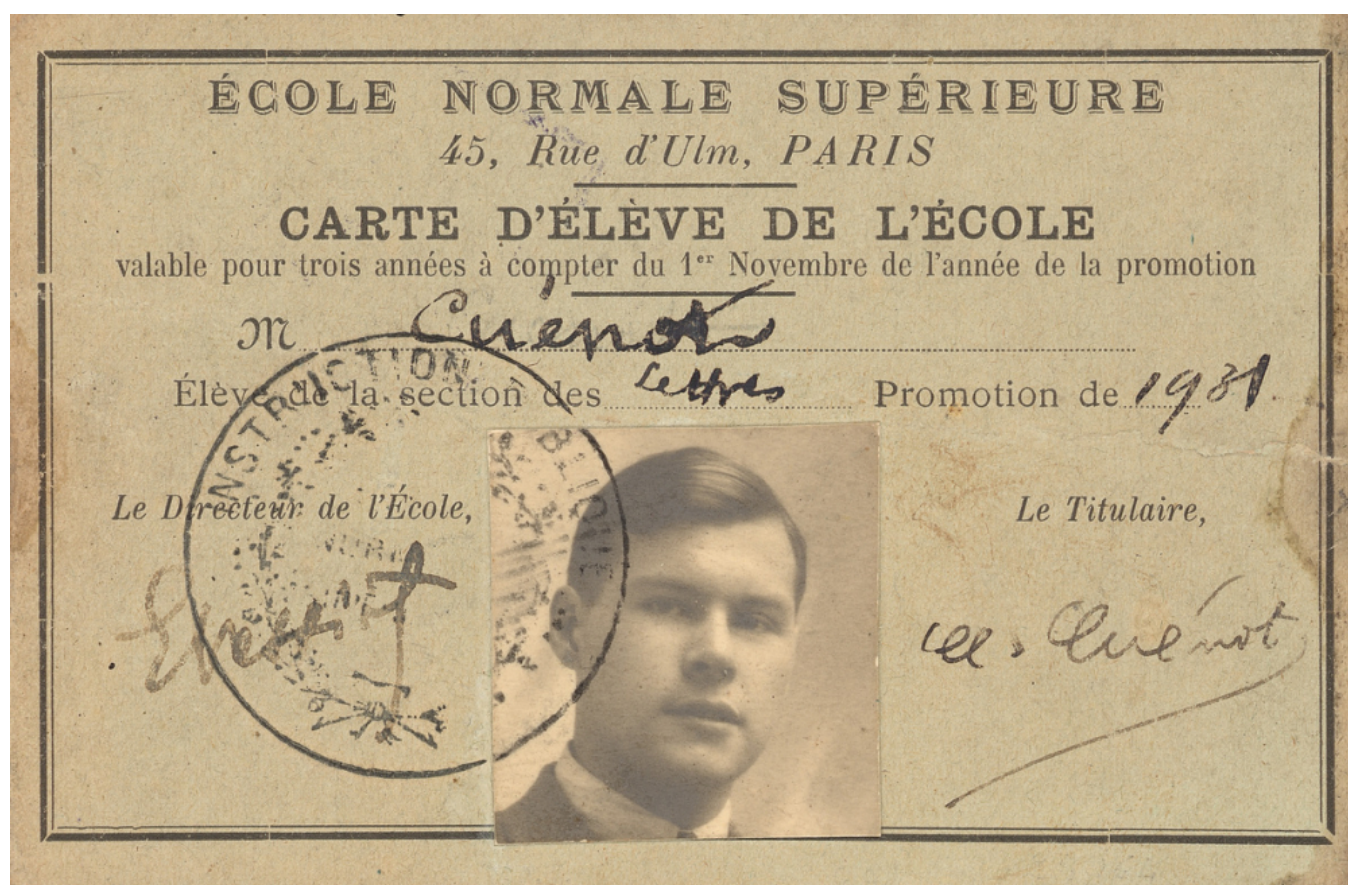 ÉCOLE NORMALE SUPÉRIEURE
45, Rue d'Ulm, PARIS
CARTE D'ÉLÈVE DE L'ÉCOLE
valable pour trois années à compter du 1er Novembre de l'année de la promotion
M Cuénot
INSTRUCTION PUBLIQUE
Élève de la section des Lettres Promotion de 1931
Le Directeur de l'École,
Le Titulaire,
Cuénot